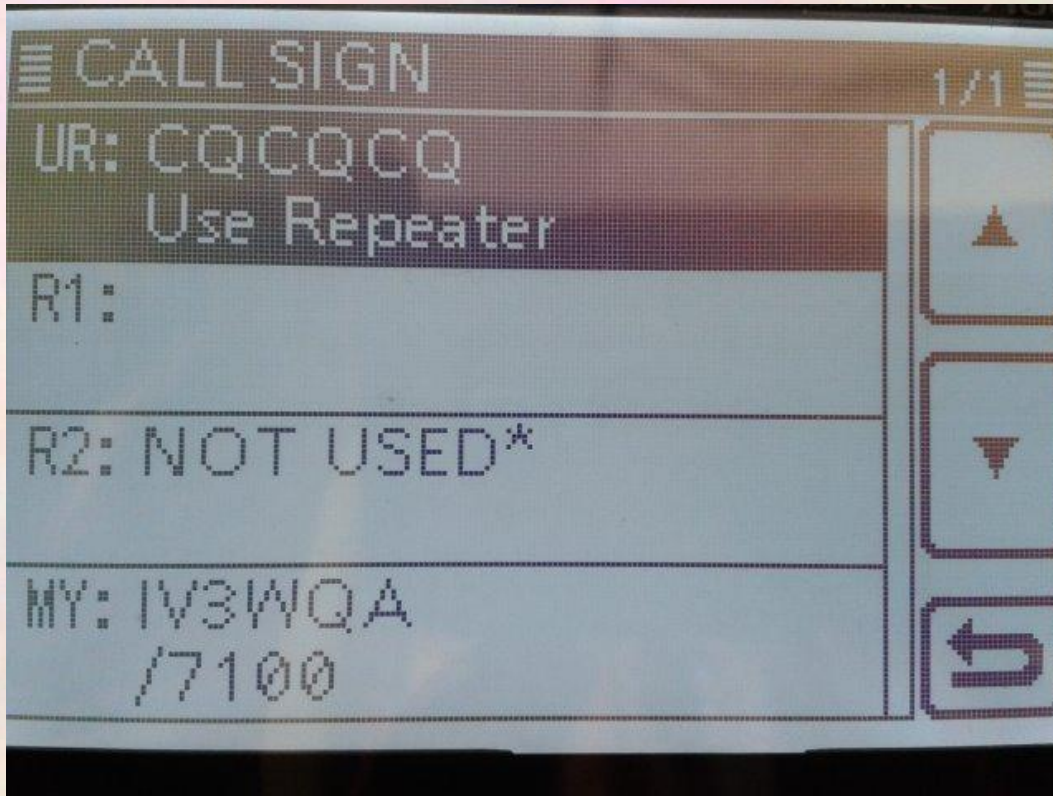 CALL SIGN 1/1
UR: CQCQCQ
Use Repeater
R1:
R2: NOT USED*
MY: IV3WQA
/7100